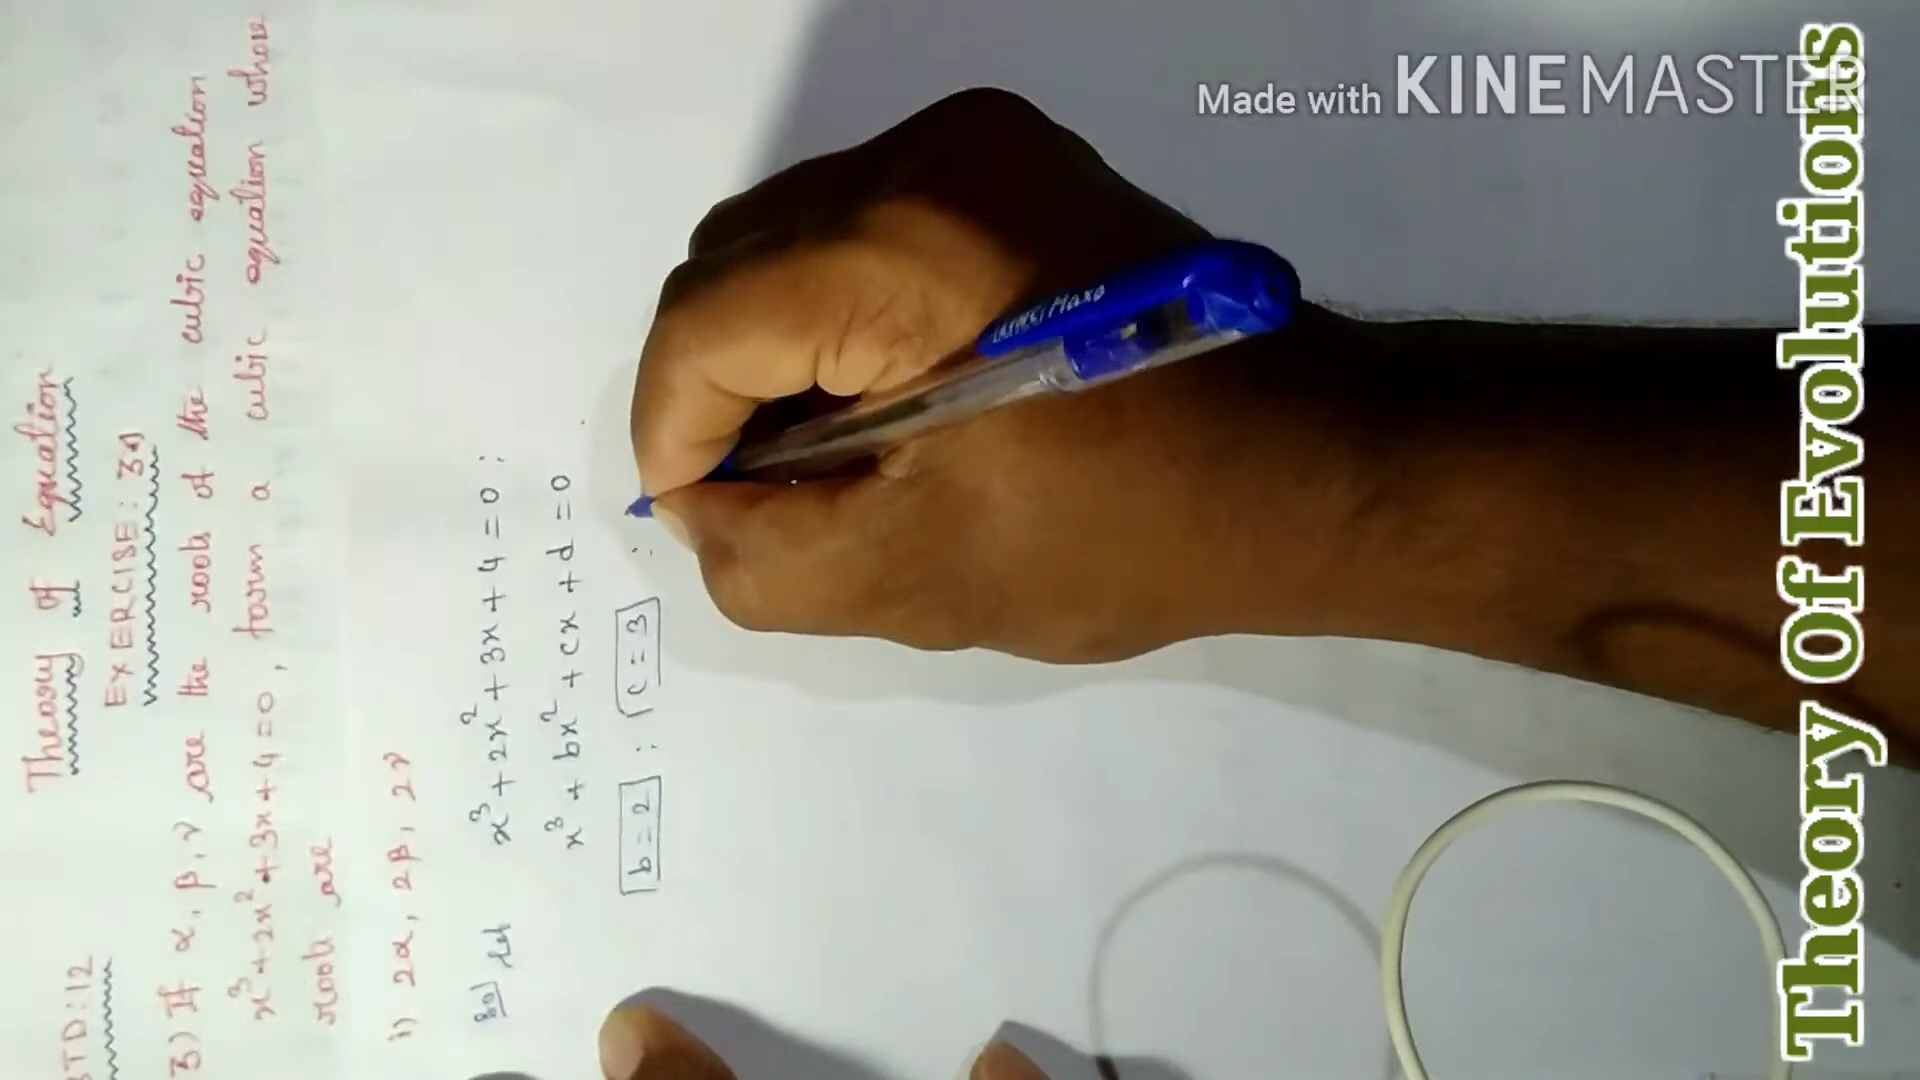 Theory of Equation
STD:12
EXERCISE: 3.1
3) If α, β, γ are the roots of the cubic equation
x³+2x²+3x+4=0, form a cubic equation whose
roots are
i) 2α, 2β, 2γ
Sol Let x³+2x²+3x+4=0 :
x³+bx²+cx+d=0
b=2 : c=3 :
Made with KINEMASTER
Theory Of Evolutions